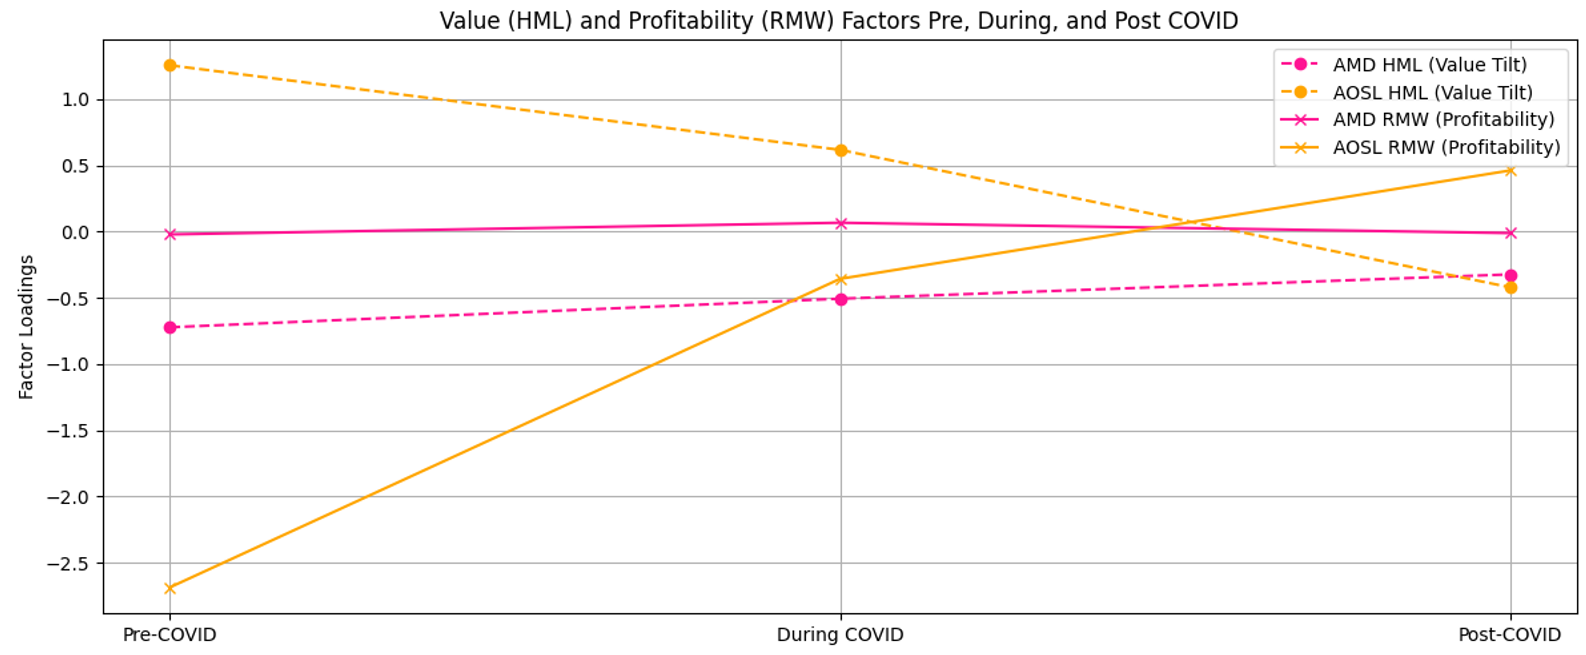 Value (HML) and Profitability (RMW) Factors Pre, During, and Post COVID
AMD HML (Value Tilt)
AOSL HML (Value Tilt)
AMD RMW (Profitability)
AOSL RMW (Profitability)
Factor Loadings
1.0
0.5
0.0
−0.5
−1.0
−1.5
−2.0
−2.5
Pre-COVID
During COVID
Post-COVID